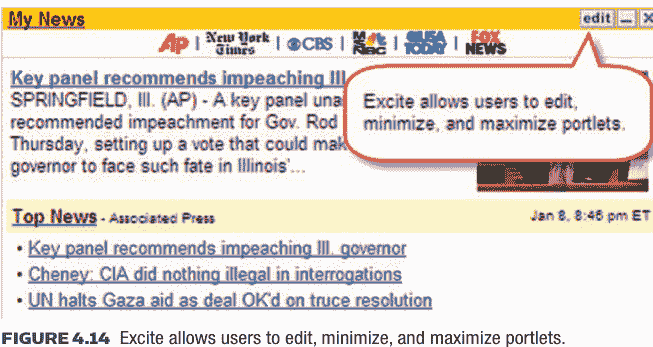 My News
edit
AP | New York Times | CBS | MSNBC | USA TODAY | FOX NEWS
Key panel recommends impeaching Ill.
SPRINGFIELD, Ill. (AP) - A key panel una
recommended impeachment for Gov. Rod
Thursday, setting up a vote that could mak
governor to face such fate in Illinois'...
Excite allows users to edit,
minimize, and maximize portlets.
Top News - Associated Press Jan 8, 8:46 pm ET
• Key panel recommends impeaching Ill. governor
• Cheney: CIA did nothing illegal in interrogations
• UN halts Gaza aid as deal OK'd on truce resolution
FIGURE 4.14 Excite allows users to edit, minimize, and maximize portlets.